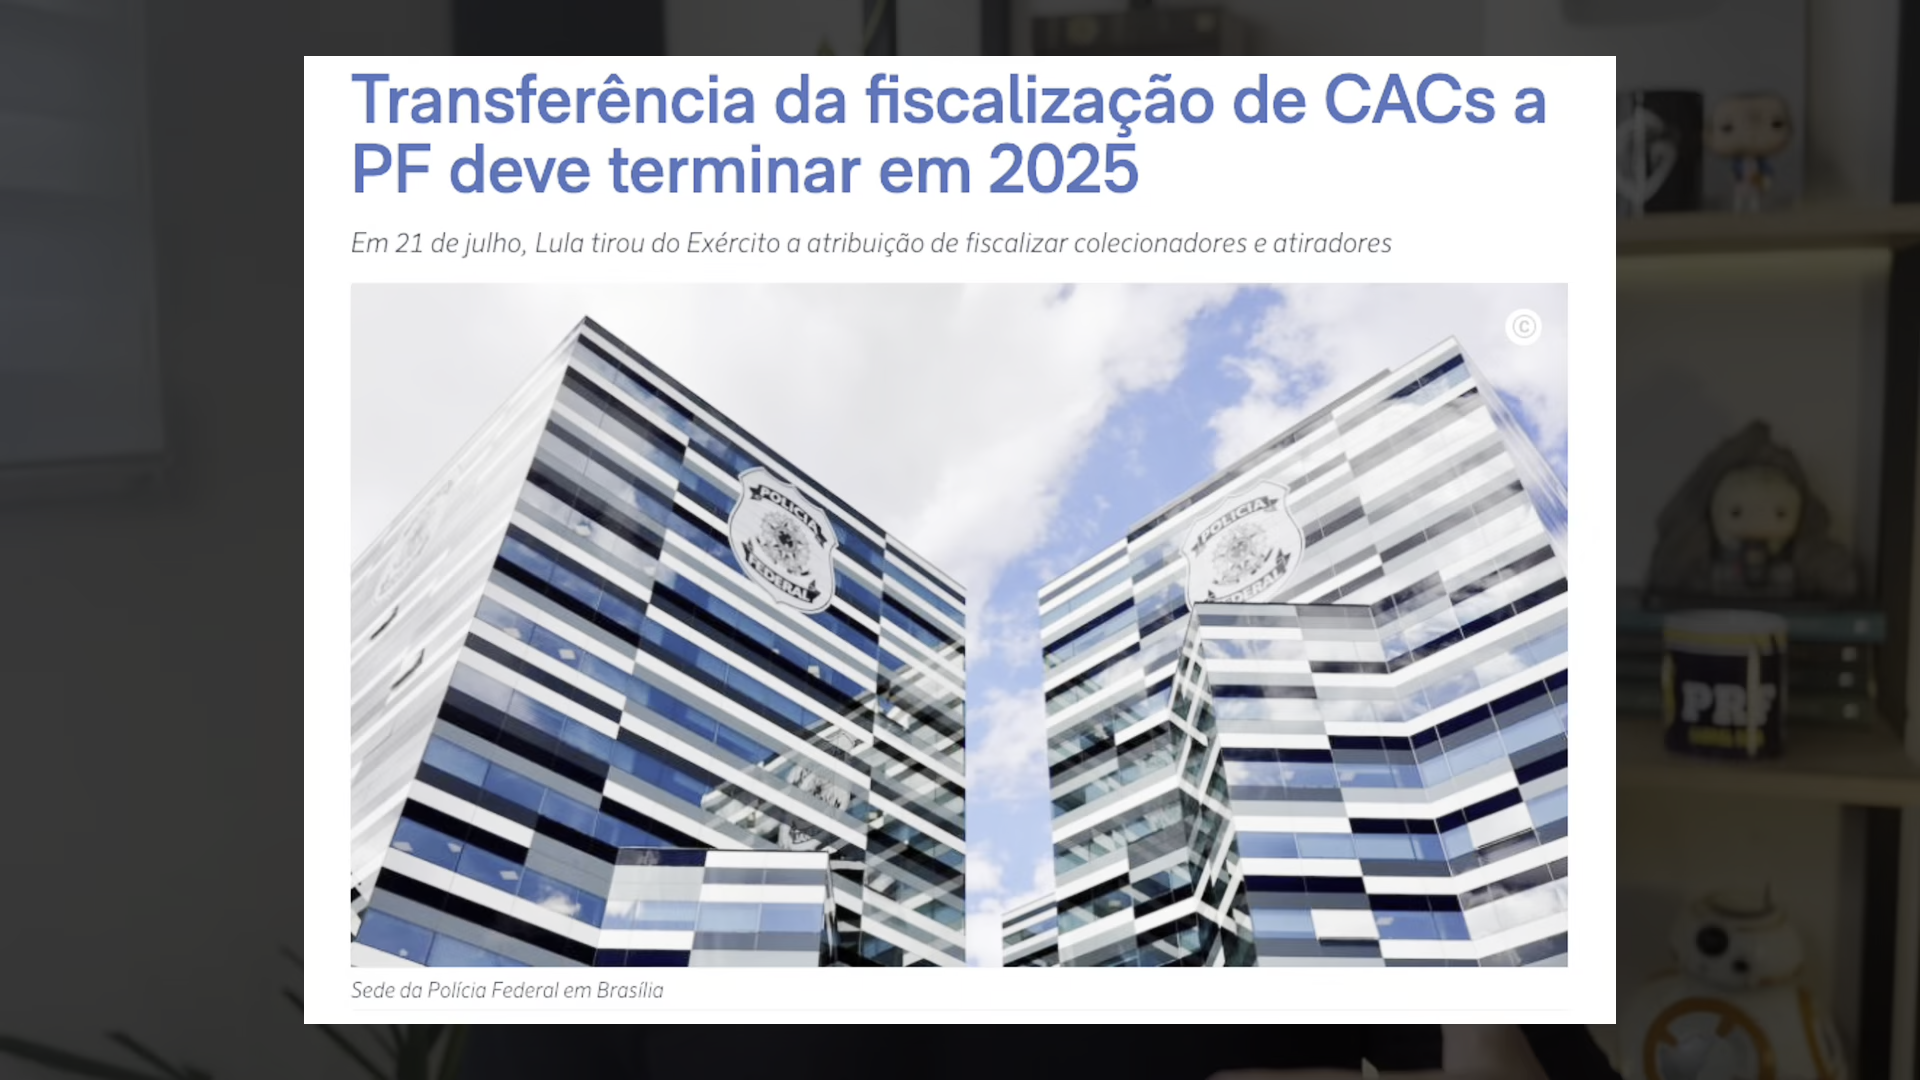 Transferência da fiscalização de CACs a
PF deve terminar em 2025
Em 21 de julho, Lula tirou do Exército a atribuição de fiscalizar colecionadores e atiradores
©
POLÍCIA
FEDERAL
POLÍCIA
FEDERAL
Sede da Polícia Federal em Brasília
PRF